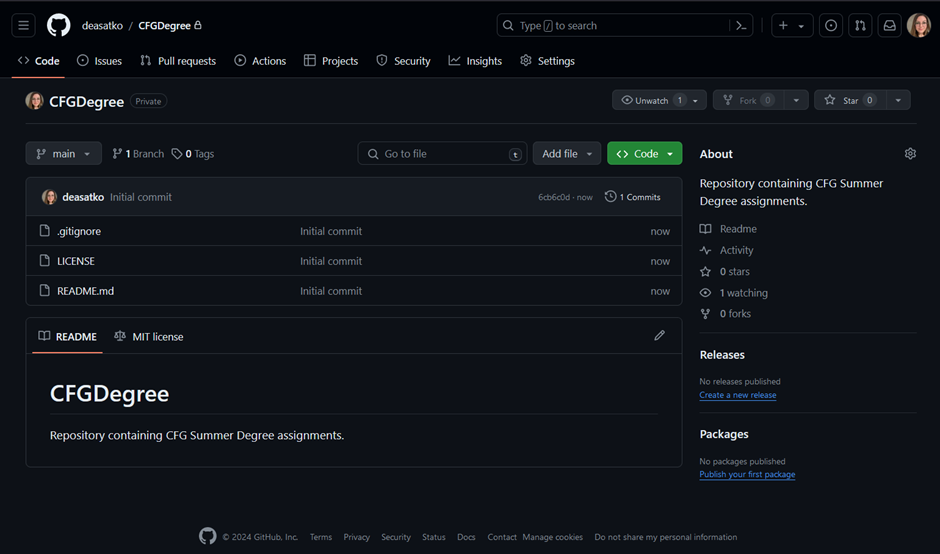 deasatko / CFGDegree
Type / to search
Code
Issues
Pull requests
Actions
Projects
Security
Insights
Settings
CFGDegree Private
Unwatch 1
Fork 0
Star 0
main
1 Branch
0 Tags
Go to file t
Add file
Code
deasatko Initial commit
6cb6c0d · now
1 Commits
.gitignore Initial commit now
LICENSE Initial commit now
README.md Initial commit now
README
MIT license
CFGDegree
Repository containing CFG Summer Degree assignments.
About
Repository containing CFG Summer
Degree assignments.
Readme
Activity
0 stars
1 watching
0 forks
Releases
No releases published
Create a new release
Packages
No packages published
Publish your first package
© 2024 GitHub, Inc. Terms Privacy Security Status Docs Contact Manage cookies Do not share my personal information